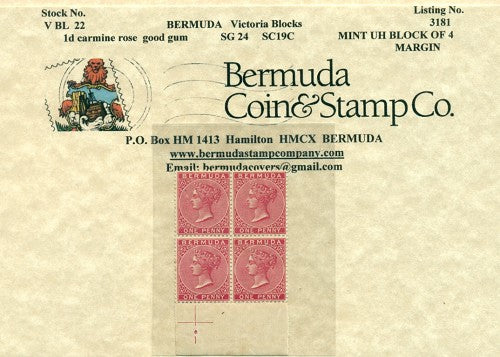 Stock No. Listing No.
V BL 22 BERMUDA Victoria Blocks 3181
1d carmine rose good gum SG 24 SC19C MINT UH BLOCK OF 4
MARGIN
Bermuda
Coin&Stamp Co.
P.O. Box HM 1413 Hamilton HMCX BERMUDA
www.bermudastampcompany.com
Email: bermudacovers@gmail.com
BERMUDA BERMUDA
ONE PENNY ONE PENNY
BERMUDA BERMUDA
ONE PENNY ONE PENNY